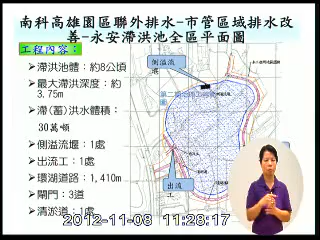 南科高雄園區聯外排水-市管區域排水改
善-永安滯洪池全區平面圖
工程內容：
滯洪池體：約8公頃
最大滯洪深度：約
3.75m
滯(蓄)洪水體積：
30萬噸
側溢流堰：1處
出流工：1處
環湖道路：1,410m
閘門：3道
清淤道：1處
側溢流
堰
出流
工
2012-11-08 11:28:17